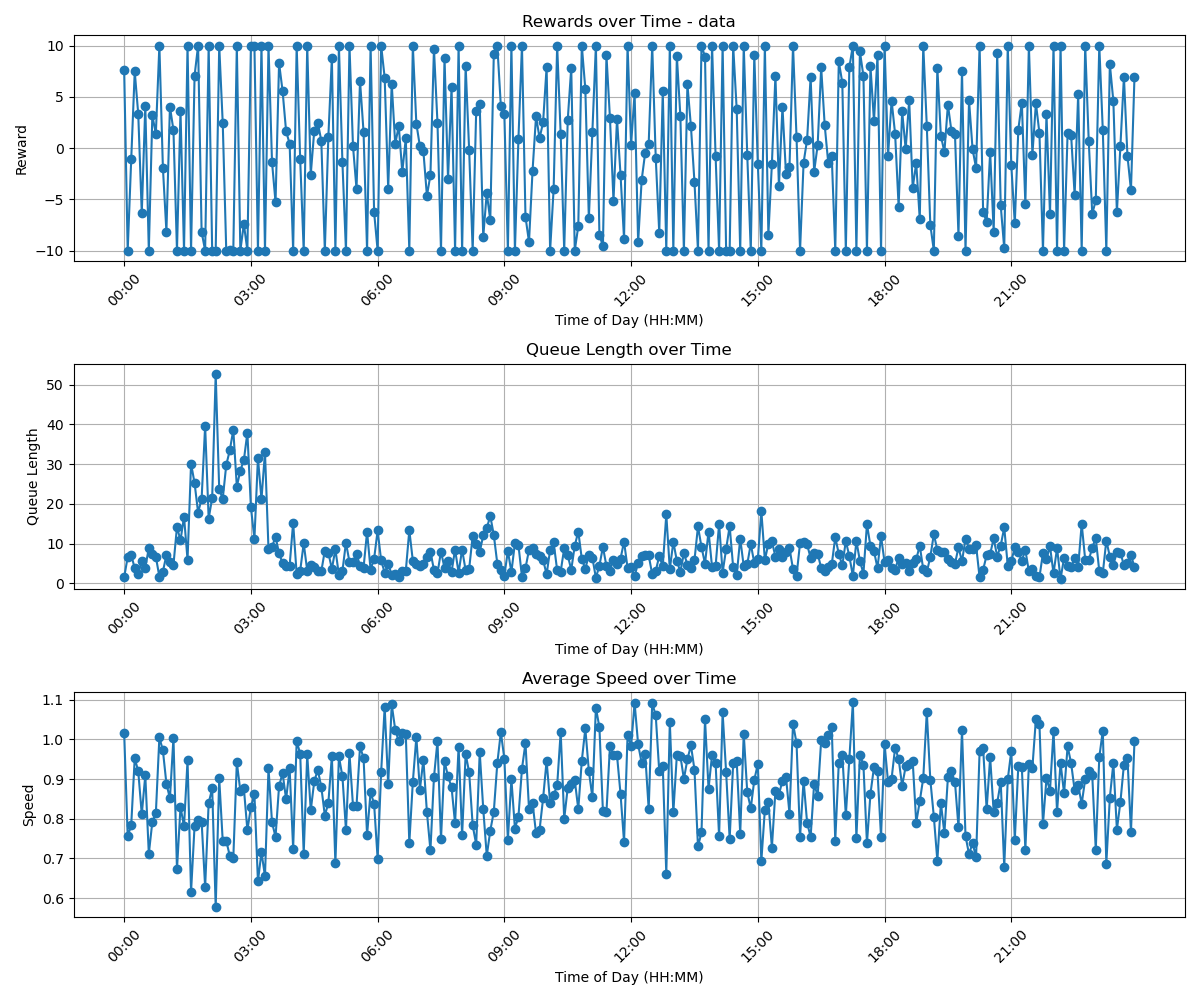 Rewards over Time - data
10
5
0
−5
−10
Reward
00:00 03:00 06:00 09:00 12:00 15:00 18:00 21:00
Time of Day (HH:MM)
Queue Length over Time
50
40
30
20
10
0
Queue Length
00:00 03:00 06:00 09:00 12:00 15:00 18:00 21:00
Time of Day (HH:MM)
Average Speed over Time
1.1
1.0
0.9
0.8
0.7
0.6
Speed
00:00 03:00 06:00 09:00 12:00 15:00 18:00 21:00
Time of Day (HH:MM)